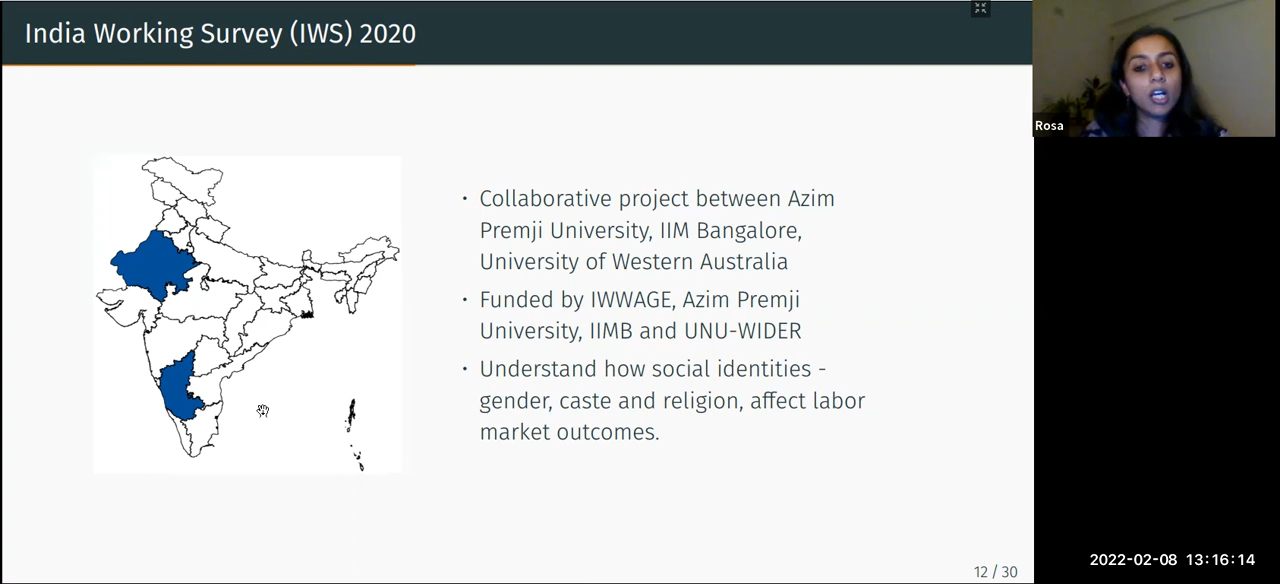 India Working Survey (IWS) 2020
Rosa
• Collaborative project between Azim
Premji University, IIM Bangalore,
University of Western Australia
• Funded by IWWAGE, Azim Premji
University, IIMB and UNU-WIDER
• Understand how social identities -
gender, caste and religion, affect labor
market outcomes.
2022-02-08 13:16:14
12 / 30